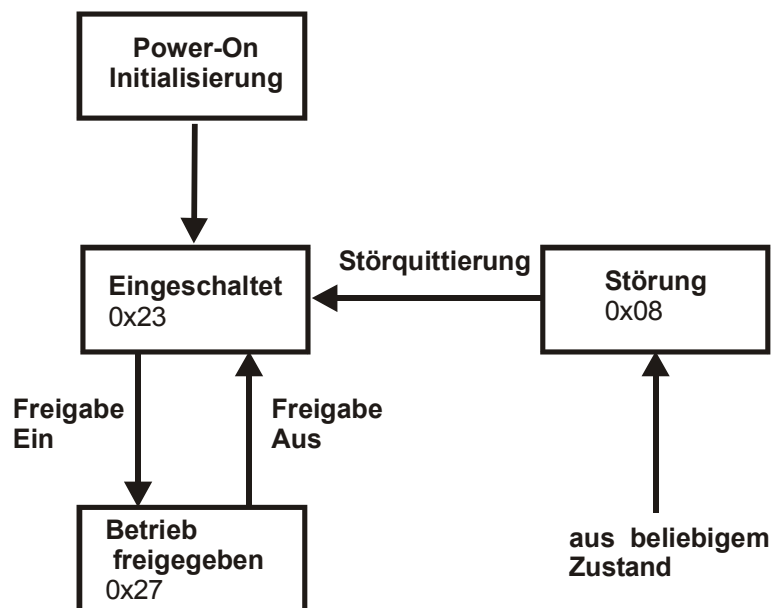 Power-On
Initialisierung
Störquittierung
Eingeschaltet
0x23
Störung
0x08
Freigabe
Ein
Freigabe
Aus
Betrieb
freigegeben
0x27
aus beliebigem
Zustand